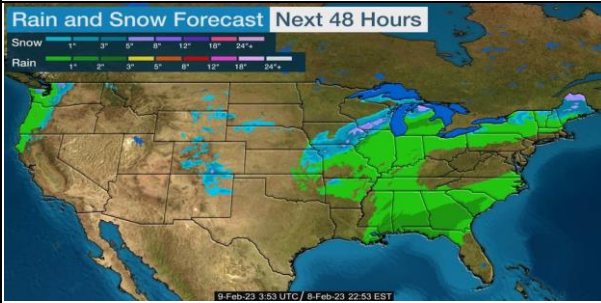 Rain and Snow Forecast Next 48 Hours
Snow 1" 3" 5" 8" 12" 18" 24"+
Rain 1" 2" 3" 5" 8" 12" 18" 24"+
9-Feb-23 3:53 UTC / 8-Feb-23 22:53 EST